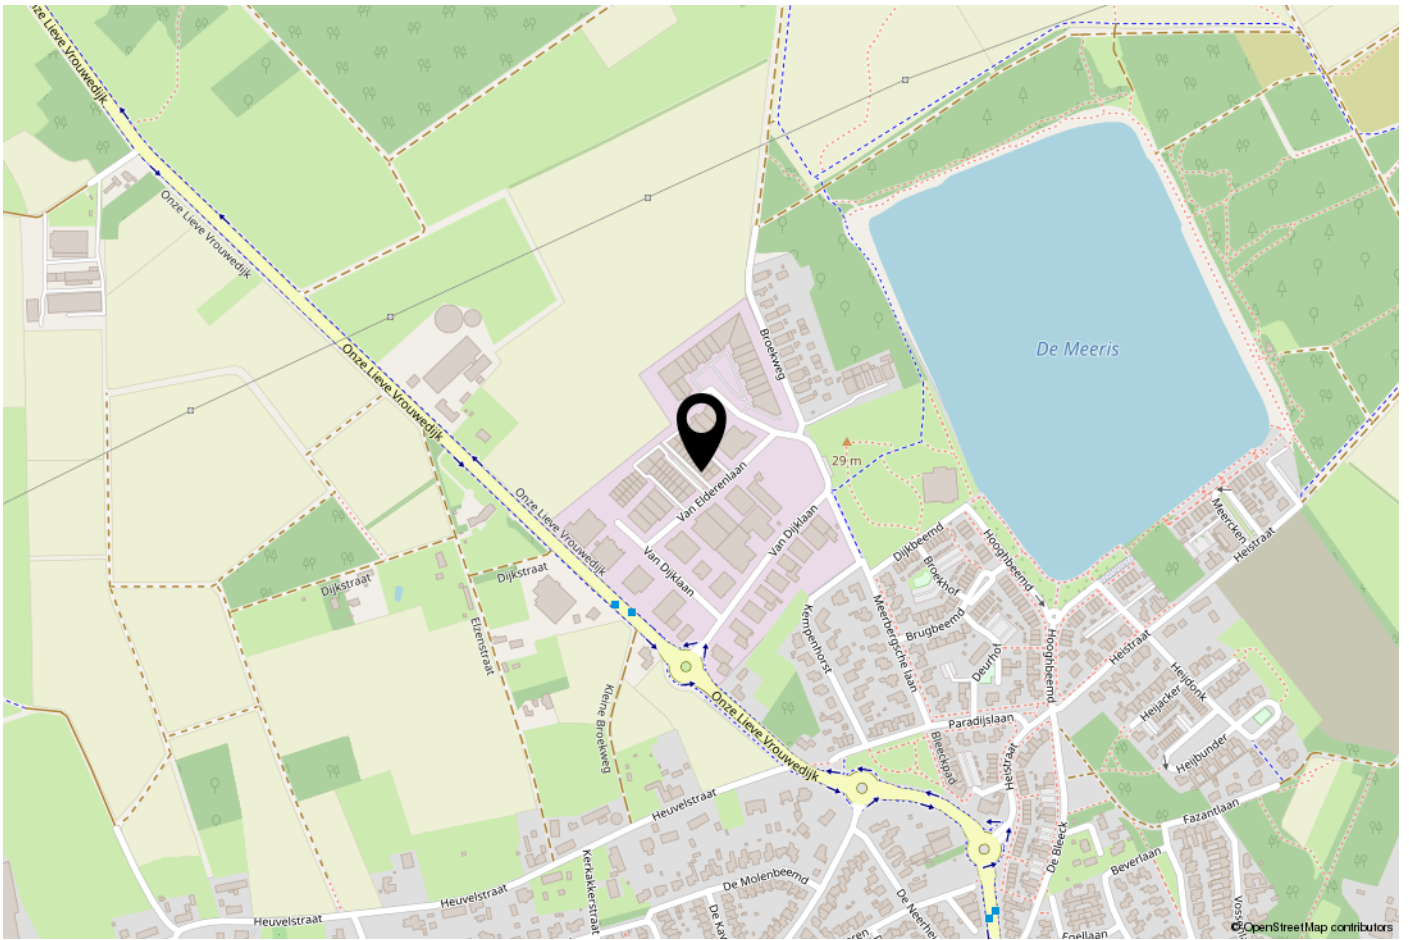 Onze Lieve Vrouwedijk
Onze Lieve Vrouwedijk
Onze Lieve Vrouwedijk
Broekweg
De Meeris
29 m
Van Elderenlaan
Onze Lieve Vrouwedijk
Van Dijklaan
Van Dijklaan
Meercken
Heistraat
Dijkbeemd
Hooghbeemd
Broekhof
Dijkstraat
Dijkstraat
Elzenstraat
Kempenhorst
Meerbergsche laan
Brugbeemd
Deurhof
Hooghbeemd
Heistraat
Heijdonk
Heijacker
Kleine Broekweg
Onze Lieve Vrouwedijk
Paradijslaan
Bleeckpad
Heistraat
Heijbunder
Heuvelstraat
Fazantlaan
De Bleeck
Beverlaan
Kerkakkerstraat
De Molenbeemd
Heuvelstraat
Heuvelstraat
Egellaan
© OpenStreetMap contributors